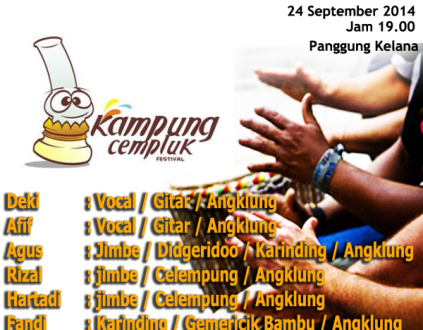 24 September 2014
Jam 19.00
Panggung Kelana
Kampung
cempluk
FESTIVAL
Deki : Vocal / Gitar / Angklung
Afif : Vocal / Gitar / Angklung
Agus : Jimbe / Didgeridoo / Karinding / Angklung
Rizal : jimbe / Celempung / Angklung
Hartadi : jimbe / Celempung / Angklung
Fandi : Karinding / Gemericik Bambu / Angklung